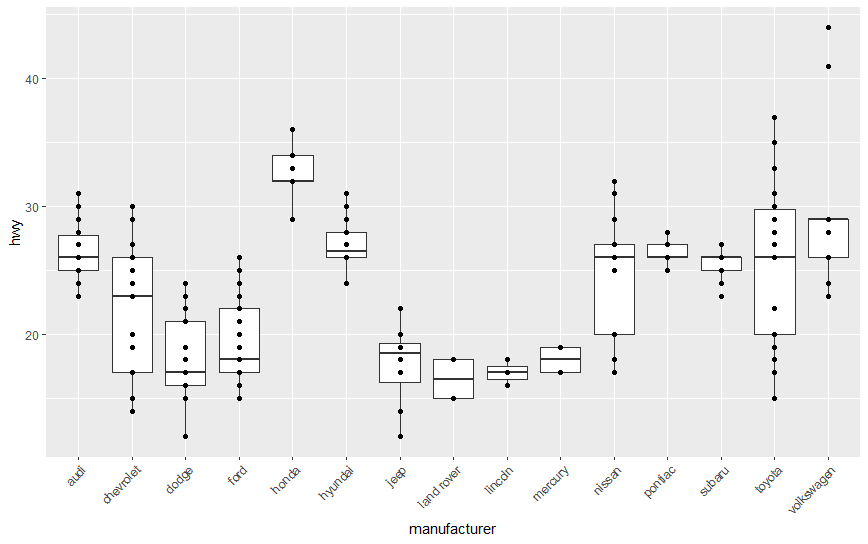 hwy
40
30
20
audi
chevrolet
dodge
ford
honda
hyundai
jeep
land rover
lincoln
mercury
nissan
pontiac
subaru
toyota
volkswagen
manufacturer